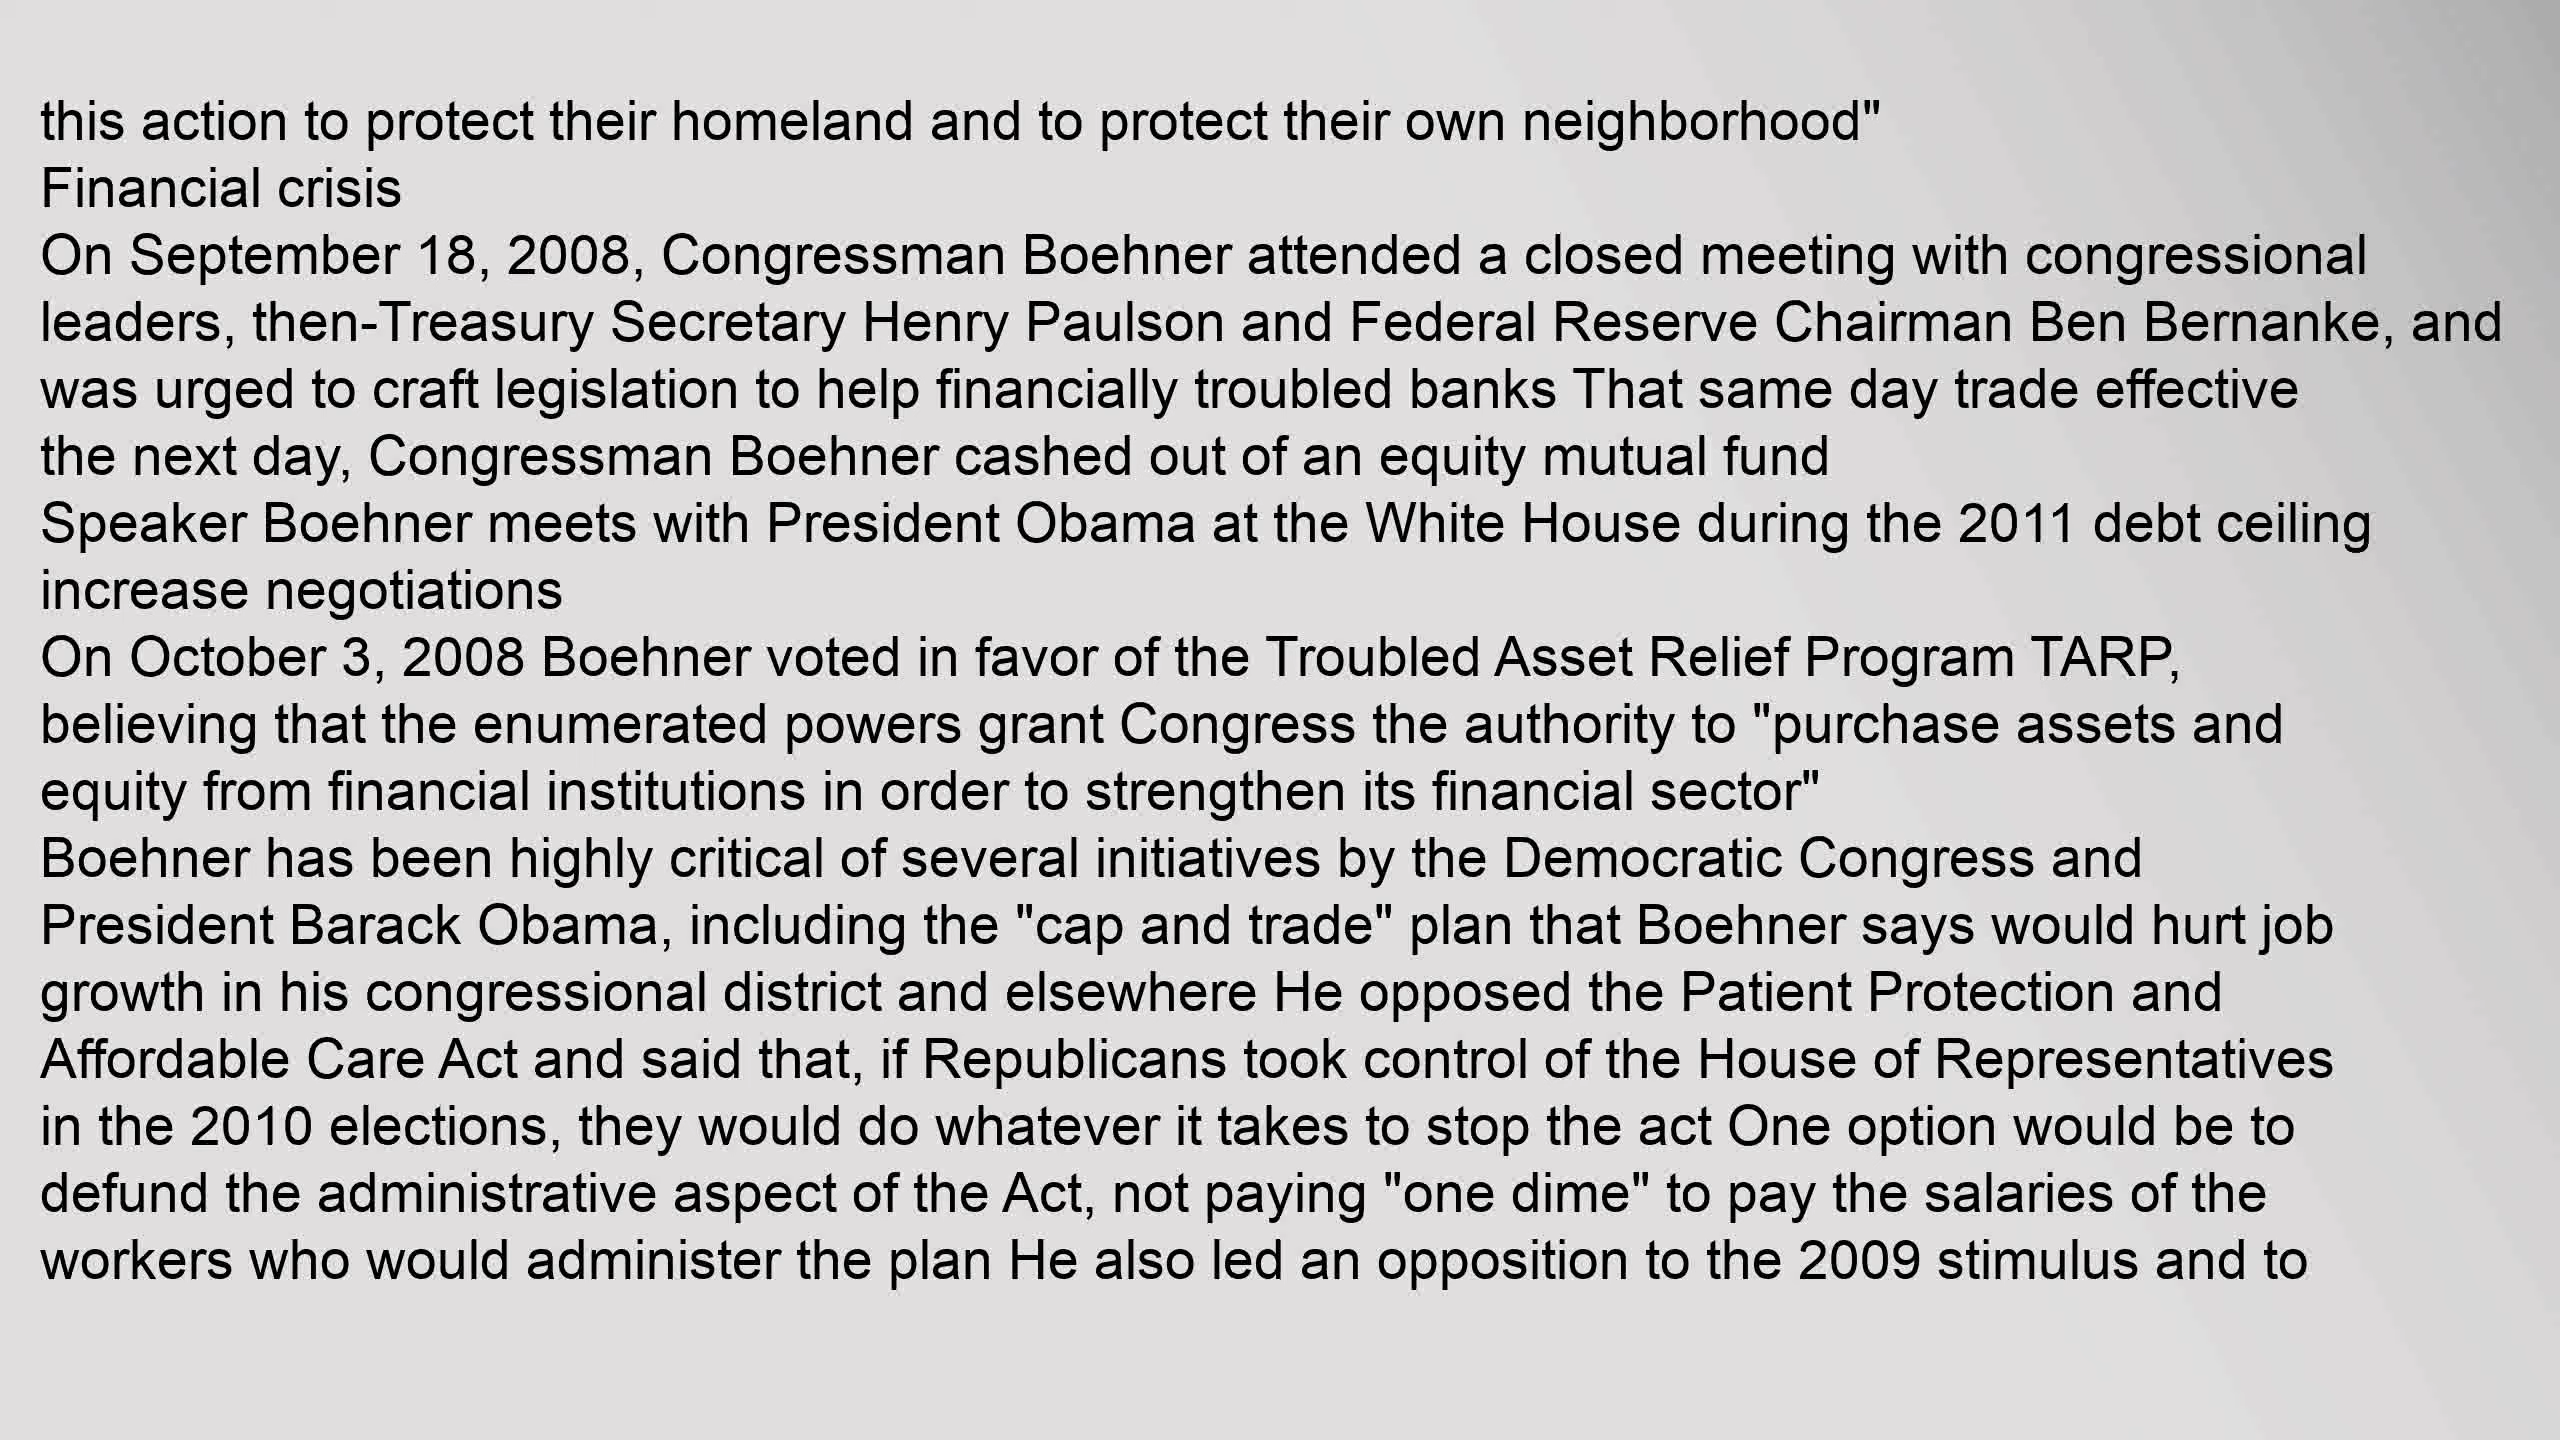 this action to protect their homeland and to protect their own neighborhood"
Financial crisis
On September 18, 2008, Congressman Boehner attended a closed meeting with congressional
leaders, then-Treasury Secretary Henry Paulson and Federal Reserve Chairman Ben Bernanke, and
was urged to craft legislation to help financially troubled banks That same day trade effective
the next day, Congressman Boehner cashed out of an equity mutual fund
Speaker Boehner meets with President Obama at the White House during the 2011 debt ceiling
increase negotiations
On October 3, 2008 Boehner voted in favor of the Troubled Asset Relief Program TARP,
believing that the enumerated powers grant Congress the authority to "purchase assets and
equity from financial institutions in order to strengthen its financial sector"
Boehner has been highly critical of several initiatives by the Democratic Congress and
President Barack Obama, including the "cap and trade" plan that Boehner says would hurt job
growth in his congressional district and elsewhere He opposed the Patient Protection and
Affordable Care Act and said that, if Republicans took control of the House of Representatives
in the 2010 elections, they would do whatever it takes to stop the act One option would be to
defund the administrative aspect of the Act, not paying "one dime" to pay the salaries of the
workers who would administer the plan He also led an opposition to the 2009 stimulus and to